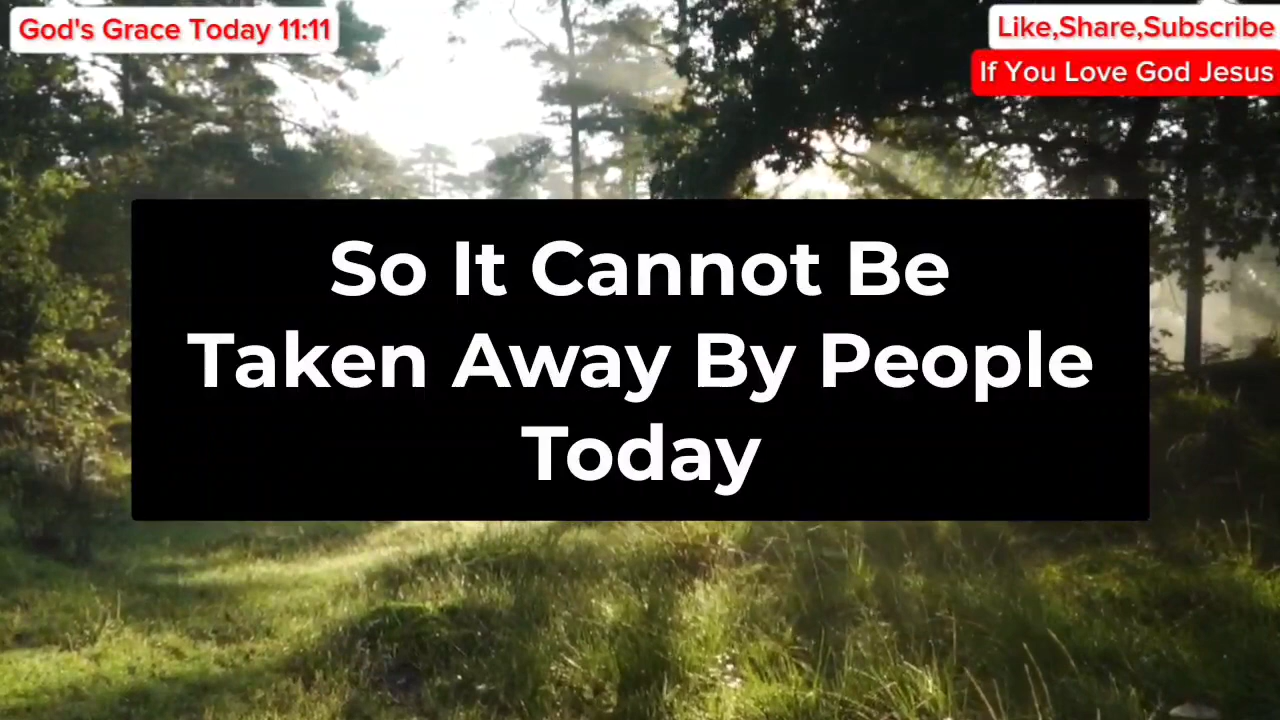 God's Grace Today 11:11
Like,Share,Subscribe
If You Love God Jesus
So It Cannot Be
Taken Away By People
Today